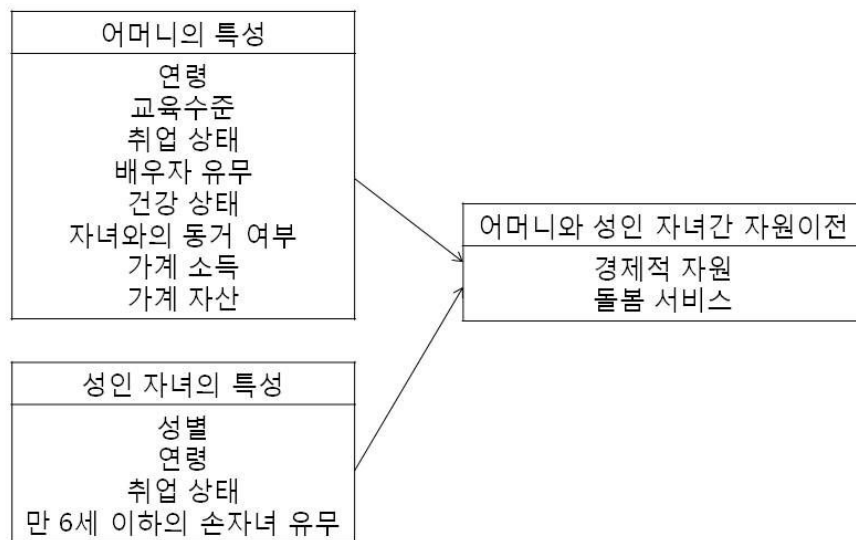 어머니의 특성
연령
교육수준
취업 상태
배우자 유무
건강 상태
자녀와의 동거 여부
가계 소득
가계 자산
어머니와 성인 자녀간 자원이전
경제적 자원
돌봄 서비스
성인 자녀의 특성
성별
연령
취업 상태
만 6세 이하의 손자녀 유무